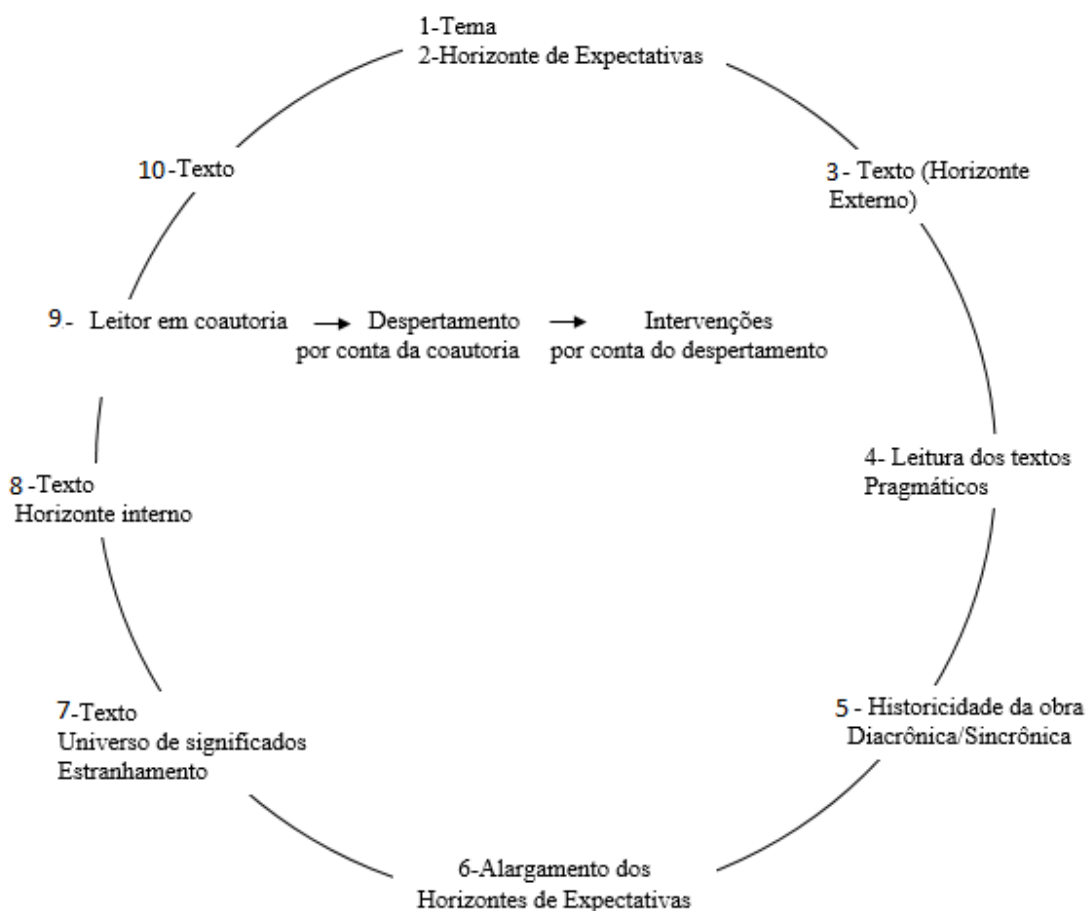 1-Tema
2-Horizonte de Expectativas
3- Texto (Horizonte
Externo)
4- Leitura dos textos
Pragmáticos
5 - Historicidade da obra
Diacrônica/Sincrônica
6-Alargamento dos
Horizontes de Expectativas
7-Texto
Universo de significados
Estranhamento
8-Texto
Horizonte interno
9.- Leitor em coautoria → Despertamento → Intervenções
por conta da coautoria por conta do despertamento
10-Texto